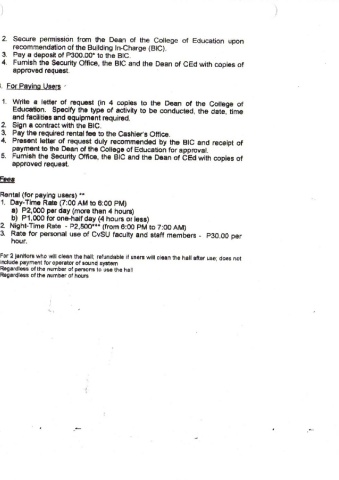 2. Secure permission from the Dean of the College of Education upon
recommendation of the Building In-Charge (BIC).
3. Pay a deposit of P300.00* to the BIC.
4. Furnish the Security Office, the BIC and the Dean of CEd with copies of
approved request.
For Paying Users
1. Write a letter of request (in 4 copies to the Dean of the College of
Education. Specify the type of activity to be conducted, the date, time
and facilities and equipment required.
2. Sign a contract with the BIC.
3. Pay the required rental fee to the Cashier's Office.
4. Present letter of request duly recommended by the BIC and receipt of
payment to the Dean of the College of Education for approval.
5. Furnish the Security Office, the BIC and the Dean of CEd with copies of
approved request.
Fees
Rental (for paying users) **
1. Day-Time Rate (7:00 AM to 6:00 PM)
a) P2,000 per day (more than 4 hours)
b) P1,000 for one-half day (4 hours or less)
2. Night-Time Rate - P2,500*** (from 6:00 PM to 7:00 AM)
3. Rate for personal use of CvSU faculty and staff members - P30.00 per
hour.
For 2 janitors who will clean the hall; refundable if users will clean the hall after use; does not
include payment for operator of sound system
Regardless of the number of persons to use the hall
Regardless of the number of hours